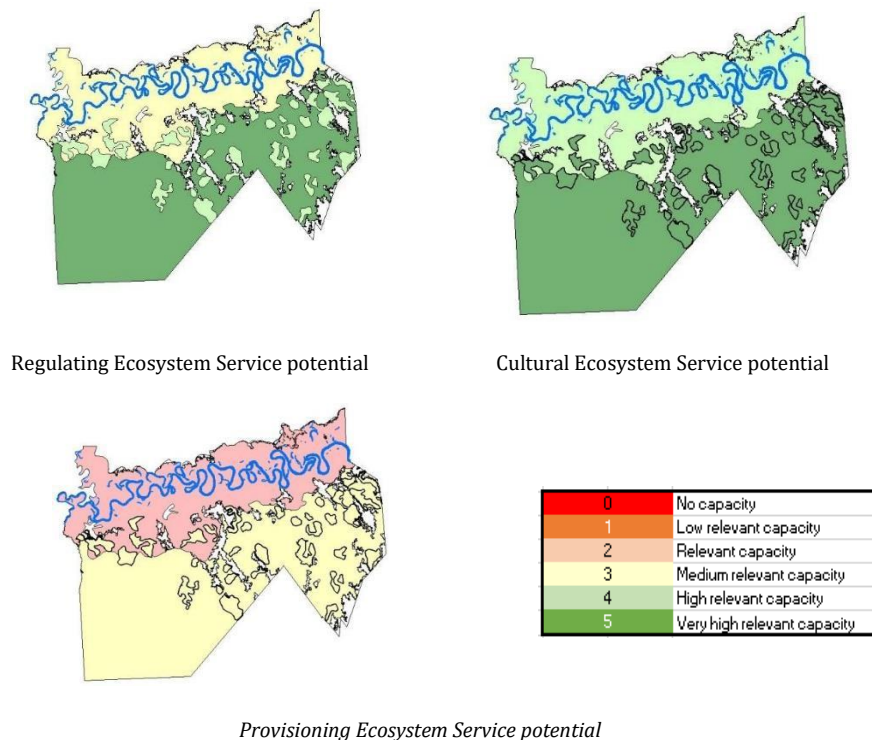 Regulating Ecosystem Service potential
Cultural Ecosystem Service potential
0 No capacity
1 Low relevant capacity
2 Relevant capacity
3 Medium relevant capacity
4 High relevant capacity
5 Very high relevant capacity
Provisioning Ecosystem Service potential